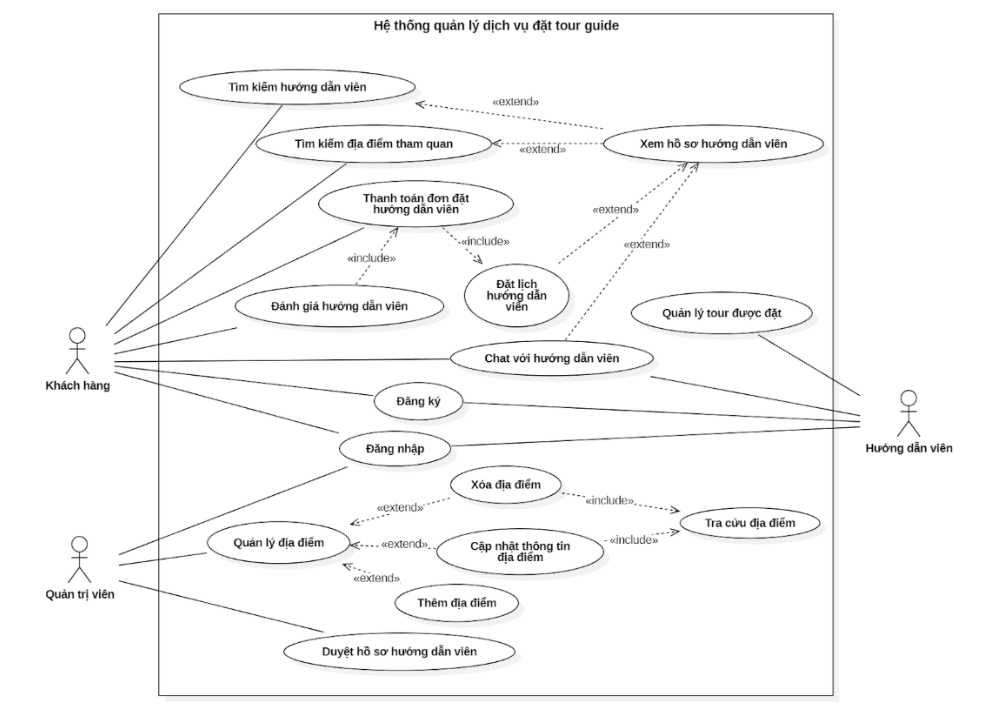 Hệ thống quản lý dịch vụ đặt tour guide
Tìm kiếm hướng dẫn viên
«extend»
Tìm kiếm địa điểm tham quan
«extend»
Xem hồ sơ hướng dẫn viên
Thanh toán đơn đặt
hướng dẫn viên
«extend»
«include»
«extend»
«include»
Đặt lịch
hướng dẫn
viên
Đánh giá hướng dẫn viên
Quản lý tour được đặt
Chat với hướng dẫn viên
Khách hàng
Đăng ký
Đăng nhập
Hướng dẫn viên
Xóa địa điểm
«extend»
«include»
Tra cứu địa điểm
Quản lý địa điểm
«extend»
Cập nhật thông tin
địa điểm
«include»
«extend»
Thêm địa điểm
Quản trị viên
Duyệt hồ sơ hướng dẫn viên